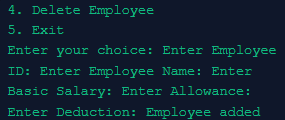 4. Delete Employee
5. Exit
Enter your choice: Enter Employee
ID: Enter Employee Name: Enter
Basic Salary: Enter Allowance:
Enter Deduction: Employee added